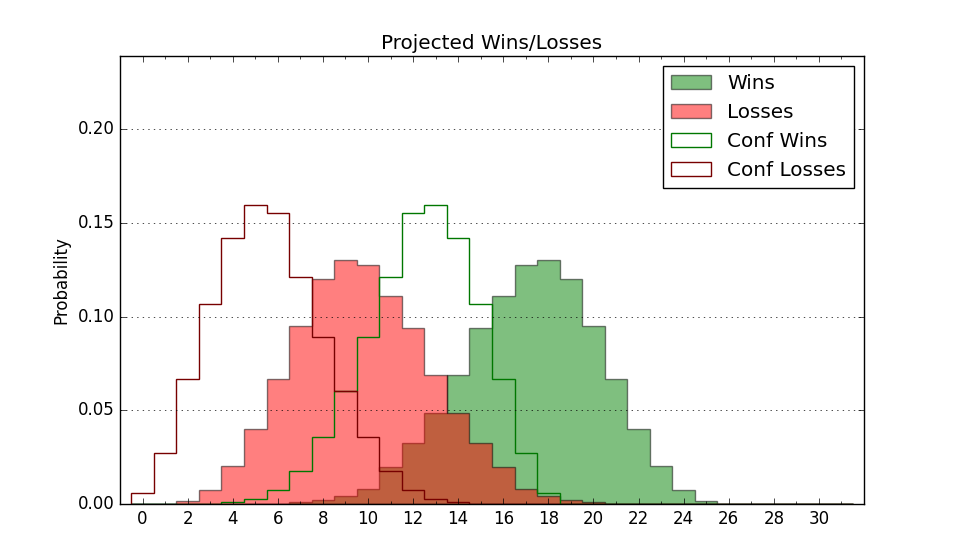 Projected Wins/Losses
Wins
Losses
Conf Wins
Conf Losses
Probability
0.20
0.15
0.10
0.05
0.00
0 2 4 6 8 10 12 14 16 18 20 22 24 26 28 30